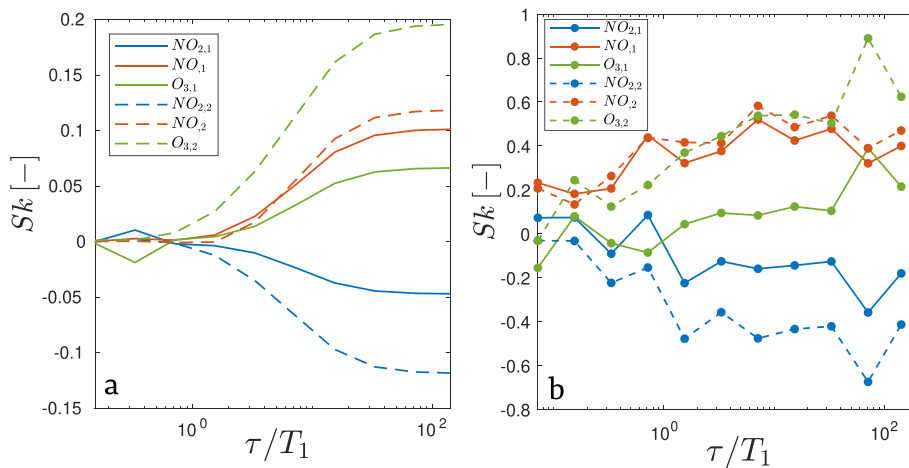 0.2
0.15
0.1
0.05
0
-0.05
-0.1
-0.15
Sk [−]
NO2,1
NO,1
O3,1
NO2,2
NO,2
O3,2
a
10^0
10^2
τ/T1
1
0.8
0.6
0.4
0.2
0
-0.2
-0.4
-0.6
-0.8
Sk [−]
NO2,1
NO,1
O3,1
NO2,2
NO,2
O3,2
b
10^0
10^2
τ/T1